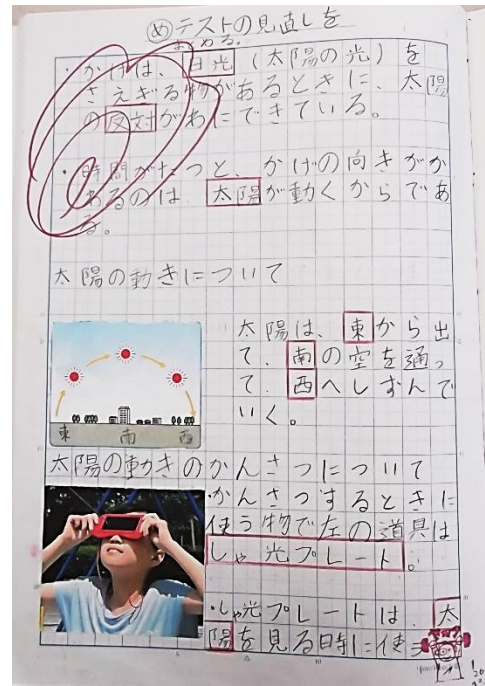 めテストの見直しを
おわる。
・かげは、日光(太陽の光)を
さえぎる物があるときに、太陽
の反対がわにできている。
・時間がたつと、かげの向きがか
わるのは、太陽が動くからであ
る。
太陽の動きについて
太陽は、東から出
て、南の空を通っ
て、西へしずんで
いく。
東 南 西
太陽の動きのかんさつについて
・かんさつするときに
使う物で左の道具は
しゃ光プレート。
・しゃ光プレートは、太
陽を見る時に使う